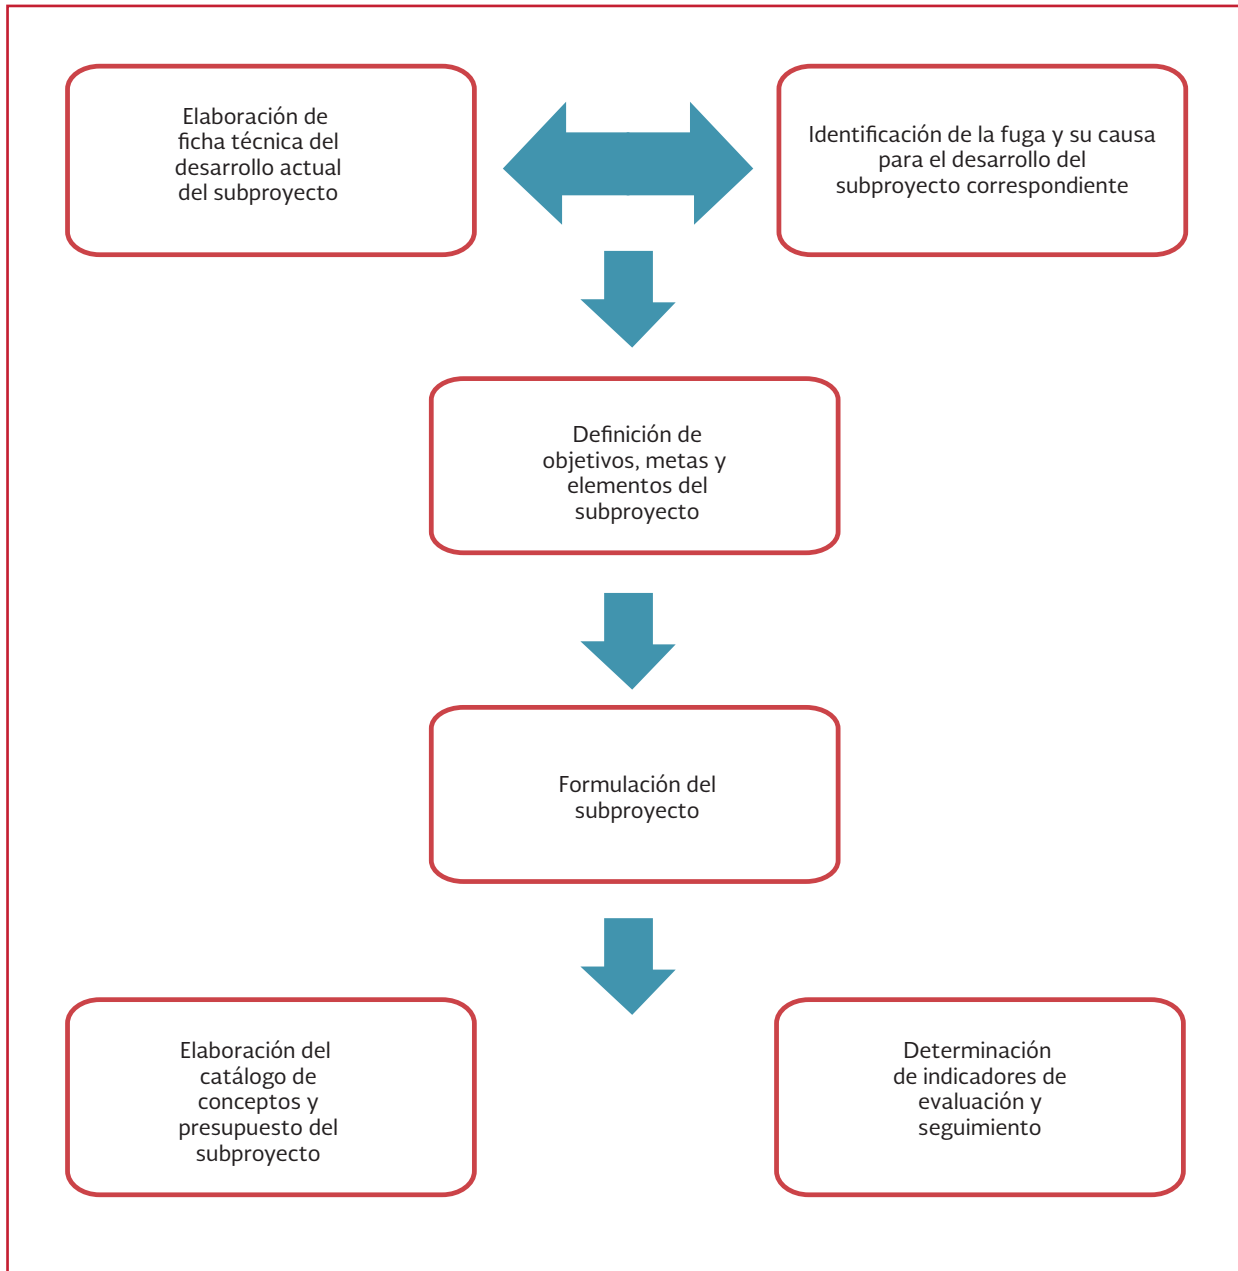 Elaboración de
ficha técnica del
desarrollo actual
del subproyecto
Identificación de la fuga y su causa
para el desarrollo del
subproyecto correspondiente
Definición de
objetivos, metas y
elementos del
subproyecto
Formulación del
subproyecto
Elaboración del
catálogo de
conceptos y
presupuesto del
subproyecto
Determinación
de indicadores de
evaluación y
seguimiento